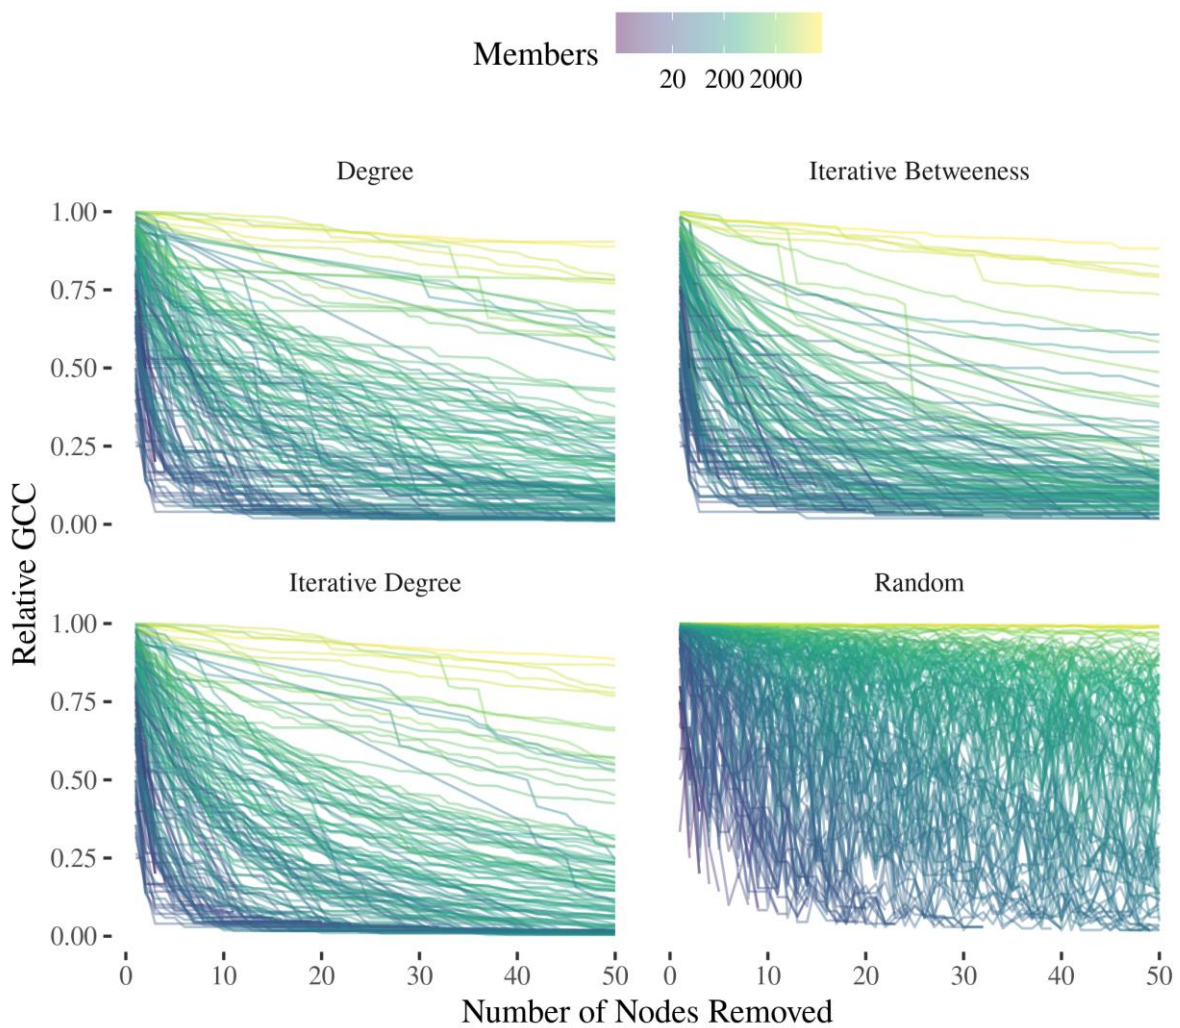 Members
20 200 2000
Degree
Iterative Betweeness
1.00
0.75
0.50
0.25
0.00
Iterative Degree
Random
1.00
0.75
0.50
0.25
0.00
Relative GCC
0 10 20 30 40 50
0 10 20 30 40 50
Number of Nodes Removed